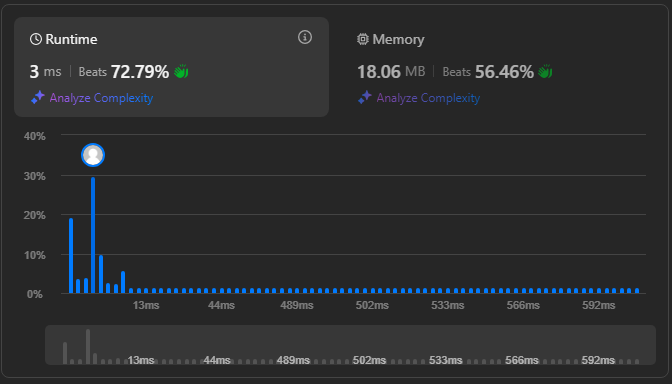 Runtime
3 ms | Beats 72.79%
Analyze Complexity
Memory
18.06 MB | Beats 56.46%
Analyze Complexity
40%
30%
20%
10%
0%
13ms 44ms 489ms 502ms 533ms 566ms 592ms
13ms 44ms 489ms 502ms 533ms 566ms 592ms